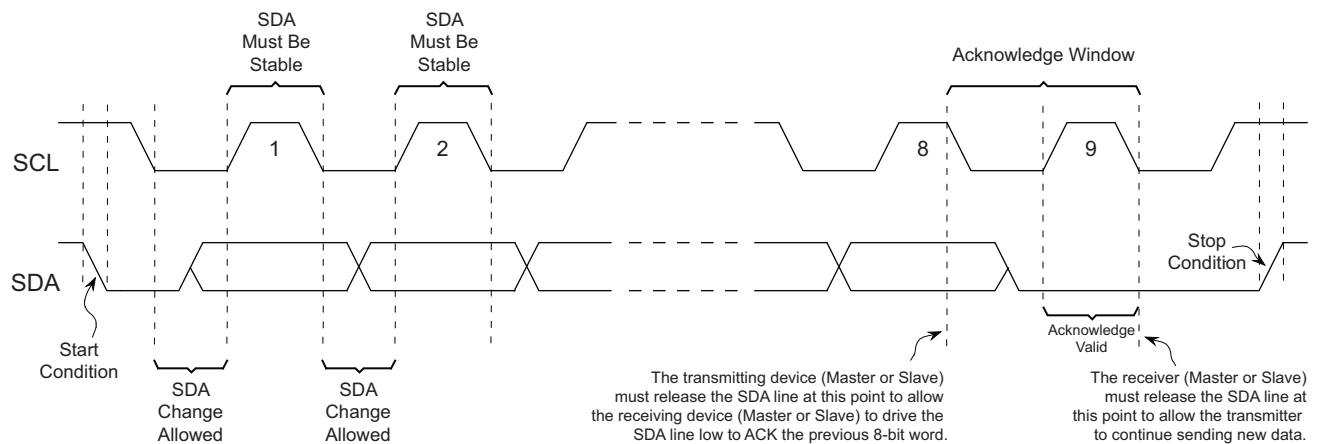 SDA
Must Be
Stable
SDA
Must Be
Stable
Acknowledge Window
SCL
1
2
8
9
SDA
Stop
Condition
Start
Condition
SDA
Change
Allowed
SDA
Change
Allowed
Acknowledge
Valid
The transmitting device (Master or Slave)
must release the SDA line at this point to allow
the receiving device (Master or Slave) to drive the
SDA line low to ACK the previous 8-bit word.
The receiver (Master or Slave)
must release the SDA line at
this point to allow the transmitter
to continue sending new data.